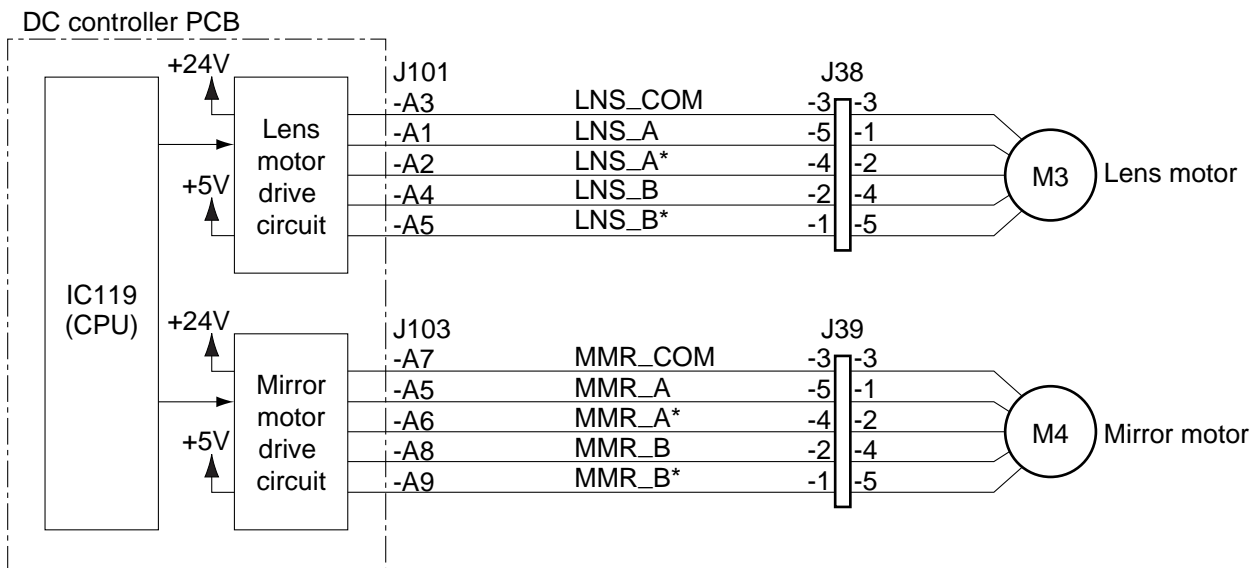 DC controller PCB
+24V
J101
J38
-A3 LNS_COM -3 -3
-A1 LNS_A -5 -1
-A2 LNS_A* -4 -2
-A4 LNS_B -2 -4
-A5 LNS_B* -1 -5
Lens
motor
drive
circuit
+5V
M3
Lens motor
IC119
(CPU)
+24V
J103
J39
-A7 MMR_COM -3 -3
-A5 MMR_A -5 -1
-A6 MMR_A* -4 -2
-A8 MMR_B -2 -4
-A9 MMR_B* -1 -5
Mirror
motor
drive
circuit
+5V
M4
Mirror motor